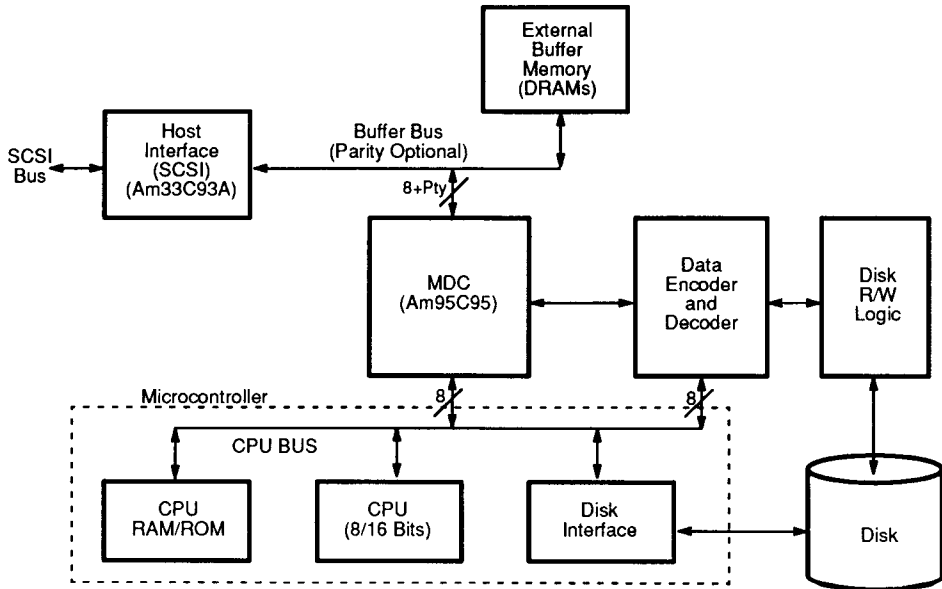 External
Buffer
Memory
(DRAMs)
Host
Interface
(SCSI)
(Am33C93A)
SCSI
Bus
Buffer Bus
(Parity Optional)
8+Pty
MDC
(Am95C95)
Data
Encoder
and
Decoder
Disk
R/W
Logic
8
8
Microcontroller
CPU BUS
CPU
RAM/ROM
CPU
(8/16 Bits)
Disk
Interface
Disk